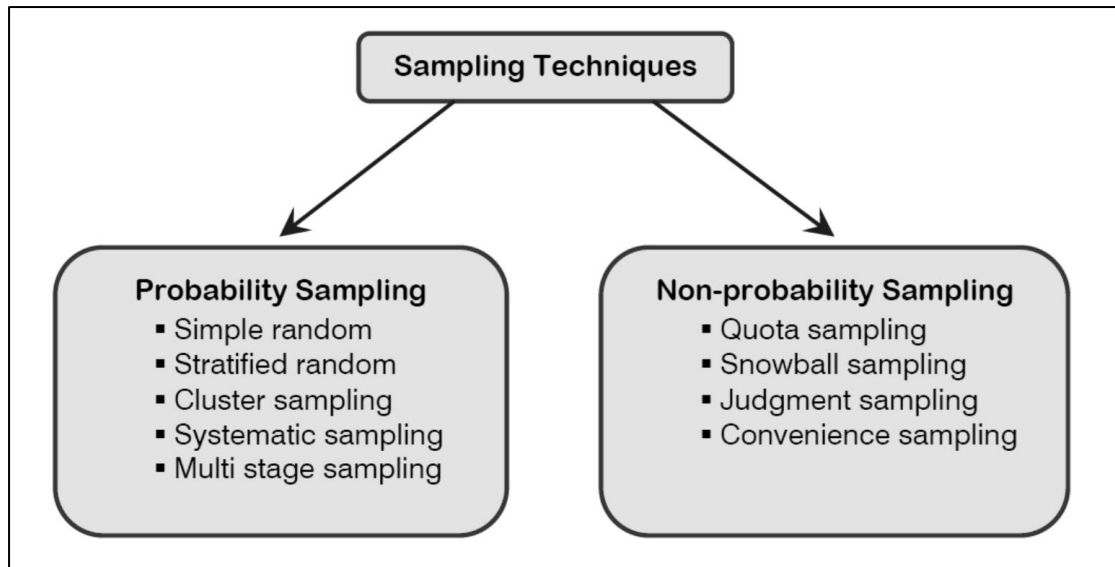 Sampling Techniques
Probability Sampling
▪ Simple random
▪ Stratified random
▪ Cluster sampling
▪ Systematic sampling
▪ Multi stage sampling
Non-probability Sampling
▪ Quota sampling
▪ Snowball sampling
▪ Judgment sampling
▪ Convenience sampling